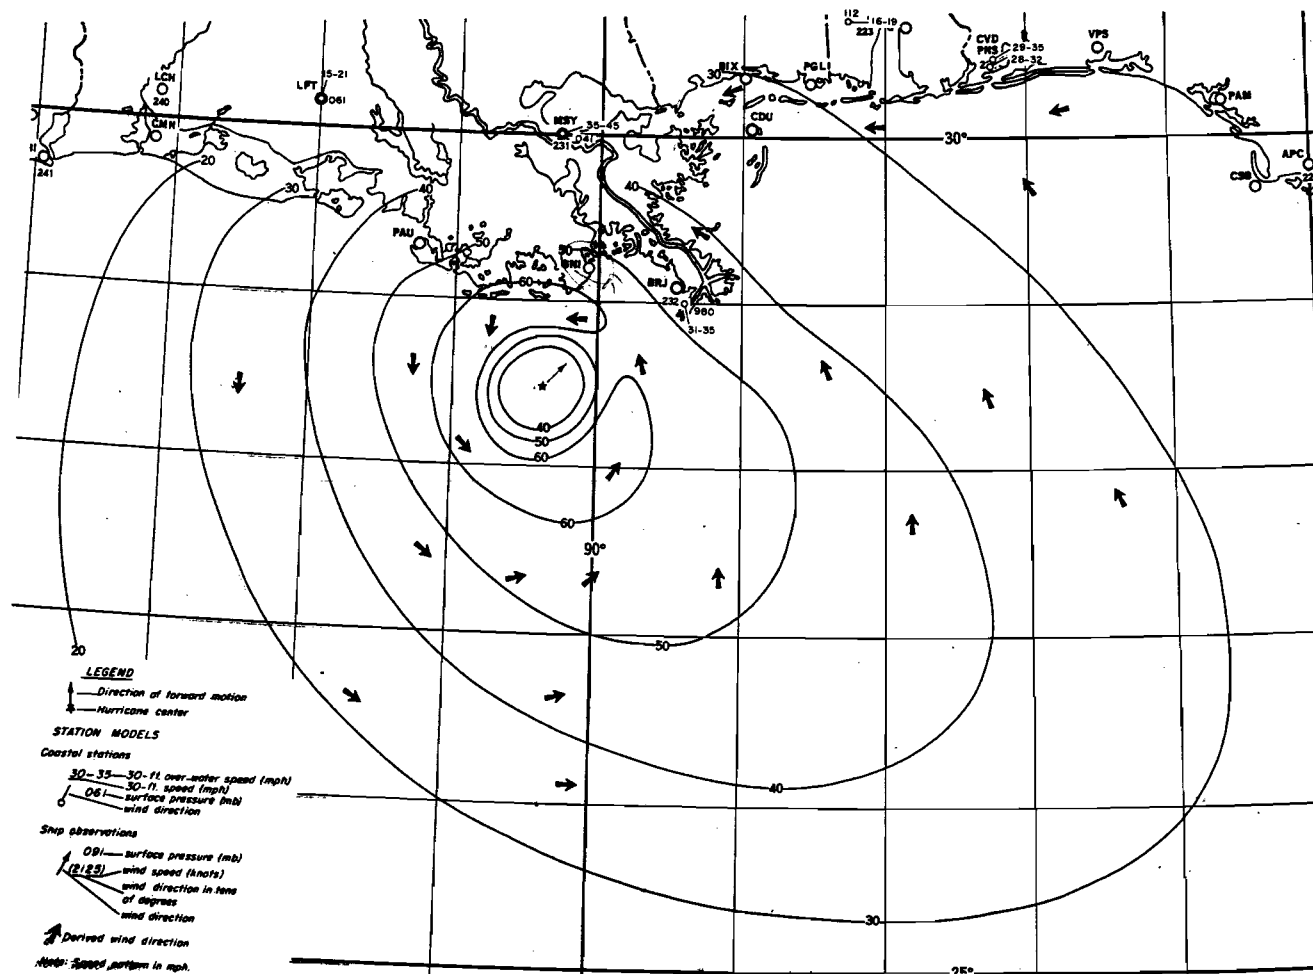 112
223 16-19
CVD
PNS 29-35
28-32
VPS
LCH
240
LFT 15-21
061
BIX
30
PGL
PAM
CMN
MSY 35-45
231
CDU
30°
APC
241
20
30
40
40
CSB
PAU
50
50
BNI
BRJ
60
232
980
31-35
40
50
60
60
90°
50
20
40
30
25°
LEGEND
Direction of forward motion
Hurricane center
STATION MODELS
Coastal stations
30-35—30-ft. over-water speed (mph)
30-ft. speed (mph)
061 surface pressure (mb)
wind direction
Ship observations
091 surface pressure (mb)
(2125) wind speed (knots)
wind direction in tens
of degrees
wind direction
Derived wind direction
Note: Speed pattern in mph.